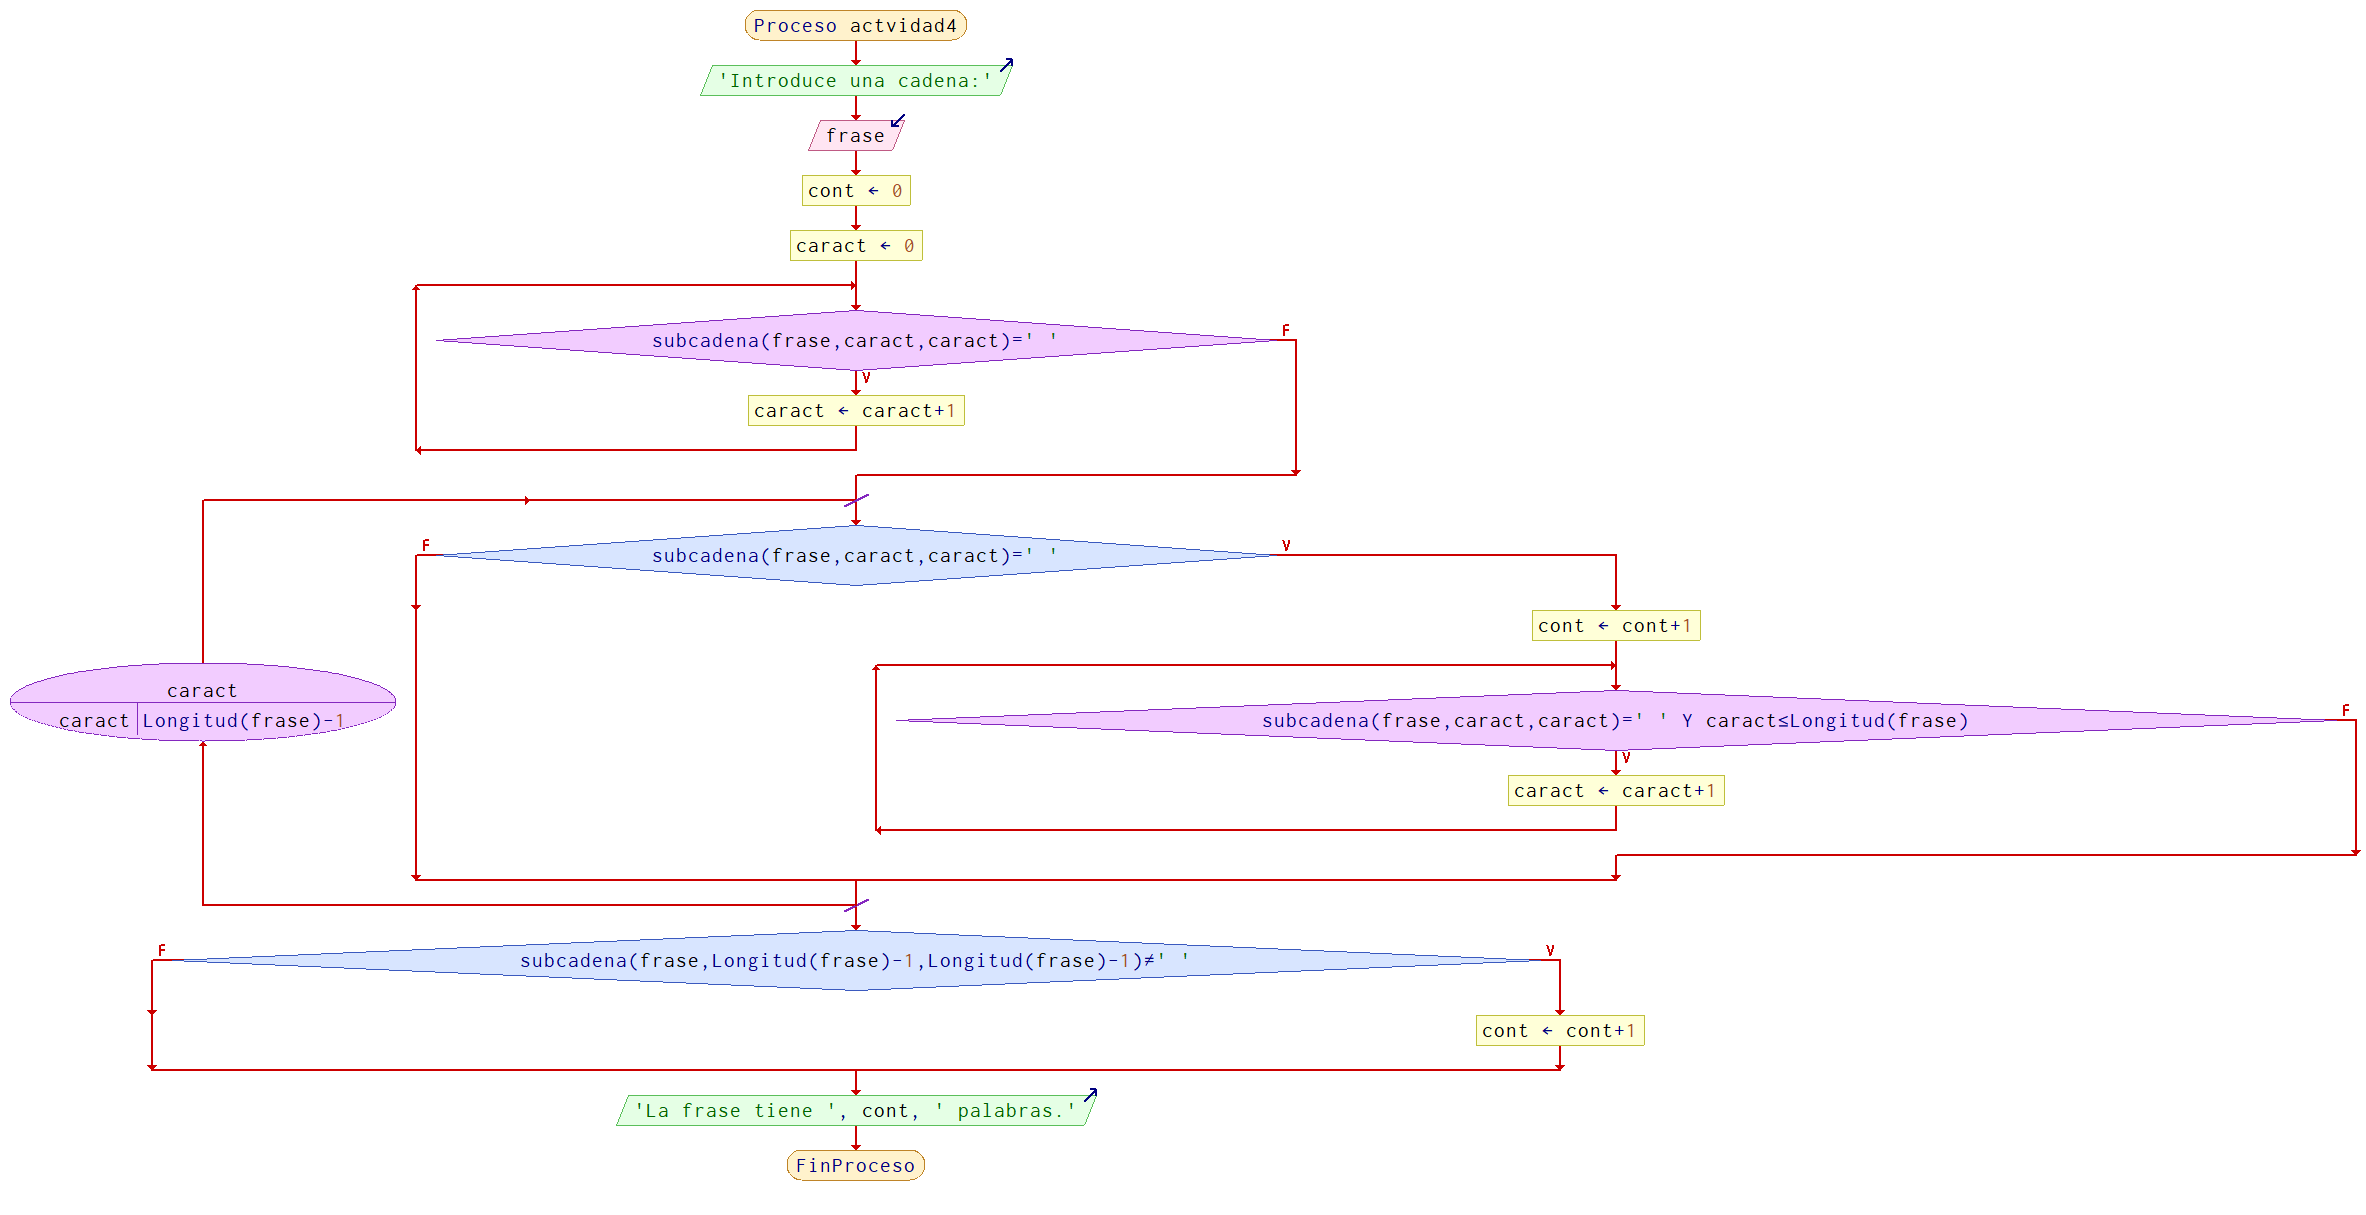 Proceso actvidad4
'Introduce una cadena:'
frase
cont ← 0
caract ← 0
subcadena(frase,caract,caract)=' '
F
V
caract ← caract+1
subcadena(frase,caract,caract)=' '
F
V
cont ← cont+1
caract
caract Longitud(frase)-1
subcadena(frase,caract,caract)=' ' Y caract≤Longitud(frase)
F
V
caract ← caract+1
subcadena(frase,Longitud(frase)-1,Longitud(frase)-1)≠' '
F
V
cont ← cont+1
'La frase tiene ', cont, ' palabras.'
FinProceso